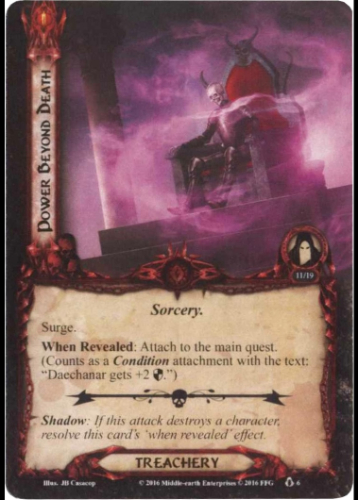 POWER BEYOND DEATH
11/19
Sorcery.
Surge.
When Revealed: Attach to the main quest.
(Counts as a Condition attachment with the text:
"Daechanar gets +2 .")
Shadow: If this attack destroys a character,
resolve this card's 'when revealed' effect.
TREACHERY
Illus. JB Casacop
© 2016 Middle-earth Enterprises © 2016 FFG
6